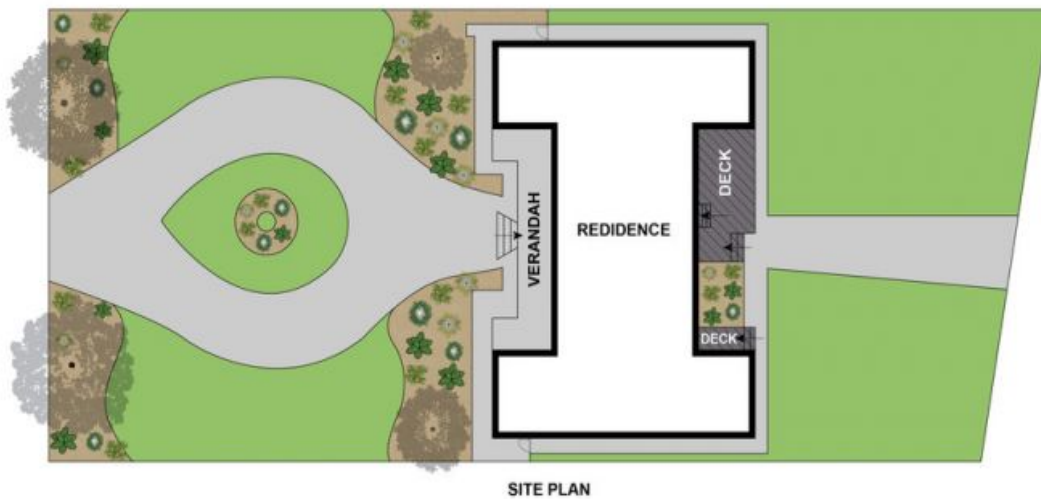 DECK
REDIDENCE
VERANDAH
DECK
SITE PLAN